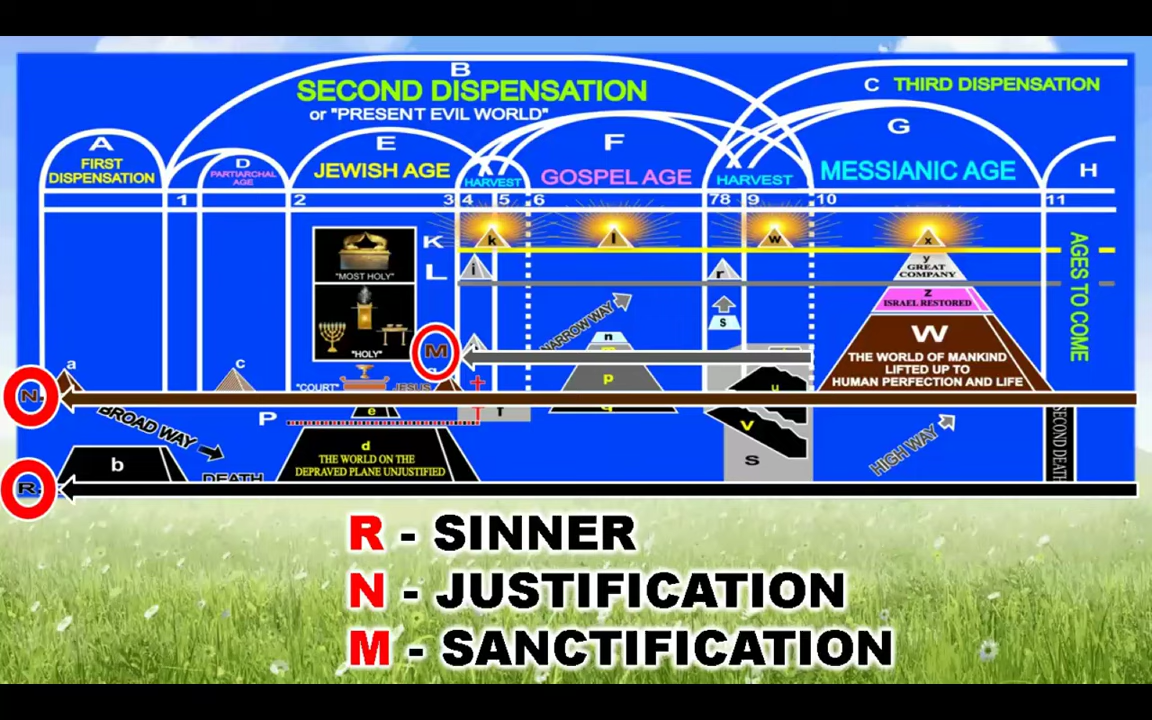 B
SECOND DISPENSATION
or "PRESENT EVIL WORLD"
C THIRD DISPENSATION
A
FIRST
DISPENSATION
D
PARTIARCHAL
AGE
E
JEWISH AGE
HARVEST
F
GOSPEL AGE
HARVEST
G
MESSIANIC AGE
H
1 2 3 4 5 6 78 9 10 11
K
"MOST HOLY"
k
l
w
x
L
i
r
y
GREAT
COMPANY
z
ISRAEL RESTORED
AGES TO COME
"HOLY"
M
NARROW WAY
s
n
W
THE WORLD OF MANKIND
LIFTED UP TO
HUMAN PERFECTION AND LIFE
a
c
"COURT"
JESUS
p
u
N
e
f
q
BROAD WAY
P
V
b
DEATH
d
THE WORLD ON THE
DEPRAVED PLANE UNJUSTIFIED
S
HIGH WAY
SECOND DEATH
R
R - SINNER
N - JUSTIFICATION
M - SANCTIFICATION